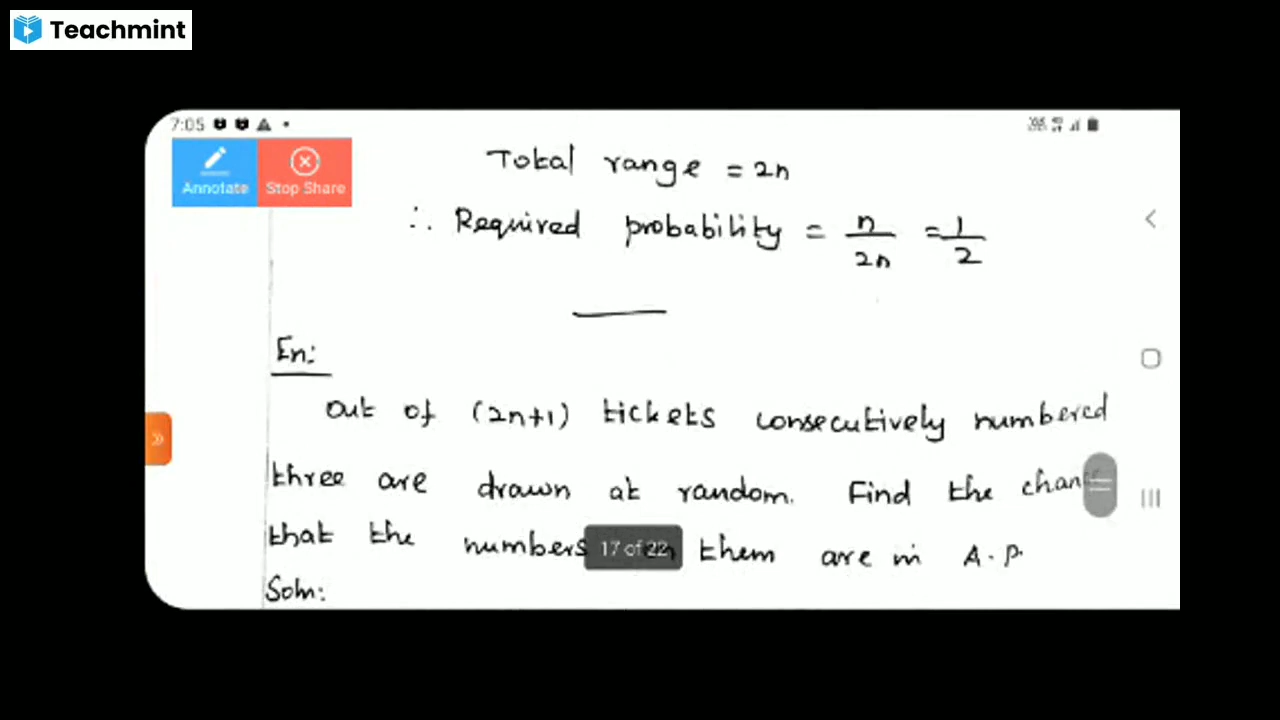 Teachmint
7:05
Annotate Stop Share
Total range = 2n
∴ Required probability = n/2n = 1/2
En:
out of (2n+1) tickets consecutively numbered
three are drawn at random. Find the
that the numbers them are in A.P.
17 of 22
Soln: